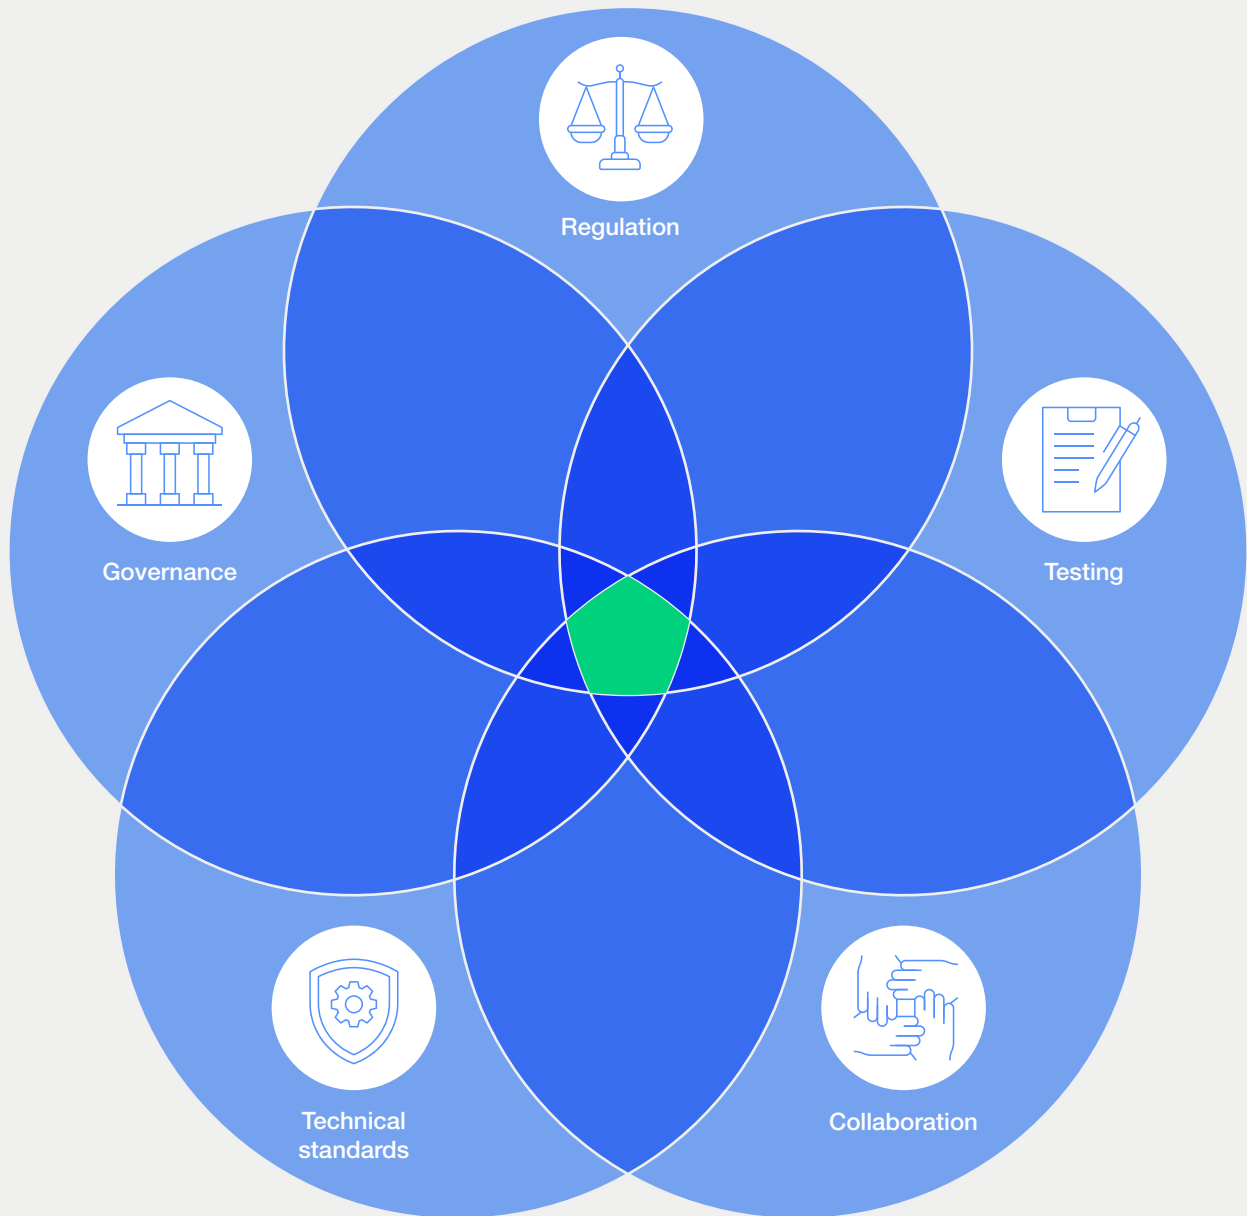 Regulation
Governance
Testing
Technical
standards
Collaboration